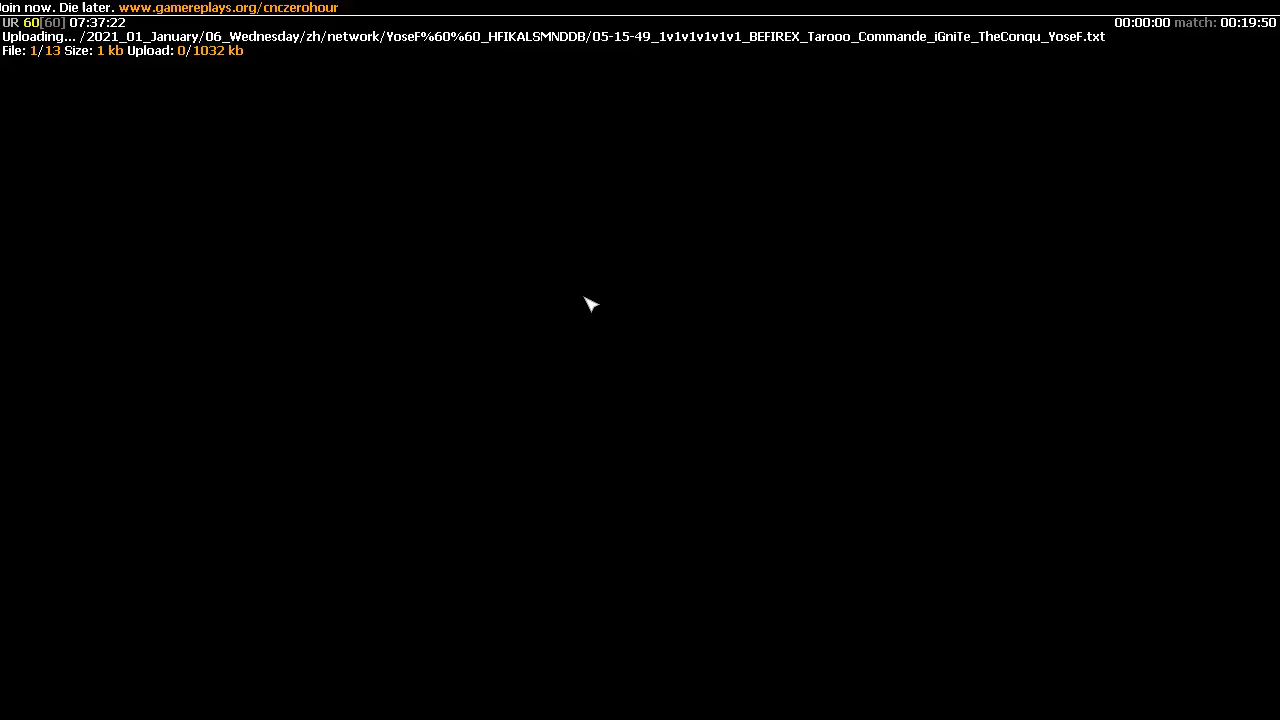 Join now. Die later. www.gamereplays.org/cnczerohour
UR 60[60] 07:37:22 00:00:00 match: 00:19:50
Uploading... /2021_01_January/06_Wednesday/zh/network/YoseF%60%60_HFIKALSMNDDB/05-15-49_1v1v1v1v1v1_BEFIREX_Tarooo_Commande_iGniTe_TheConqu_YoseF.txt
File: 1/13 Size: 1 kb Upload: 0/1032 kb